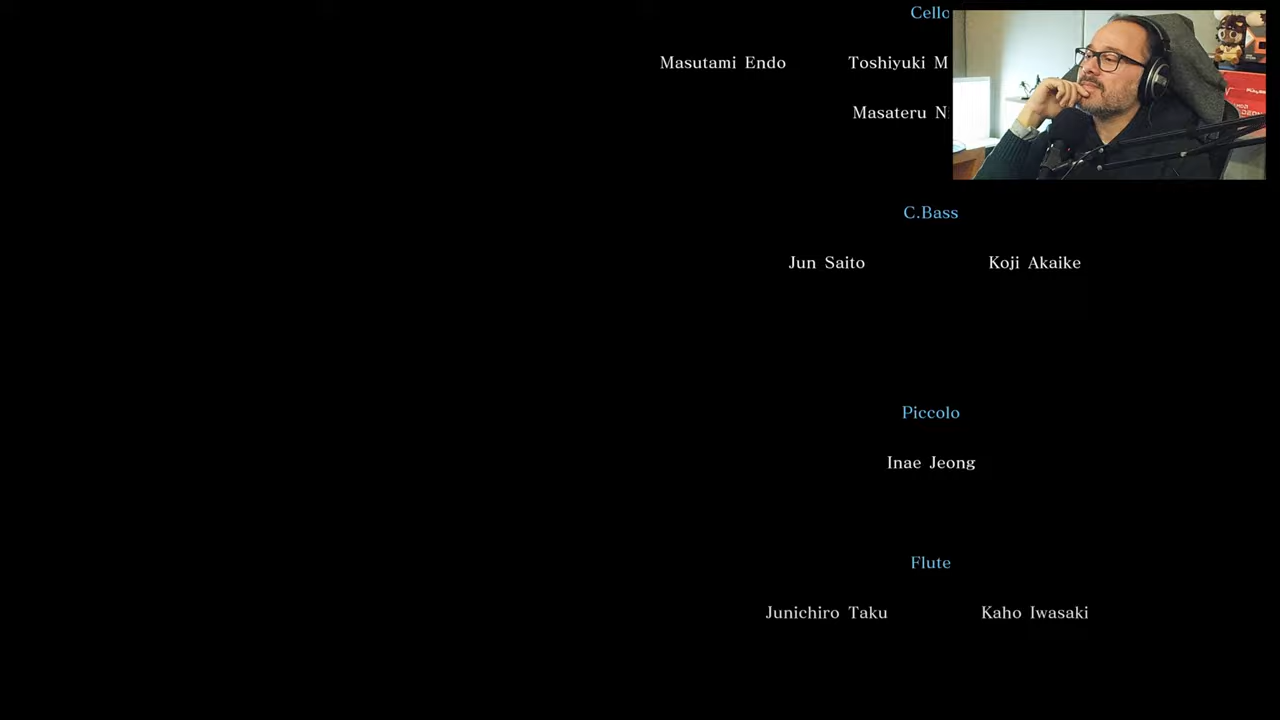 Cello
Masutami Endo Toshiyuki M
Masateru
C.Bass
Jun Saito Koji Akaike
Piccolo
Inae Jeong
Flute
Junichiro Taku Kaho Iwasaki